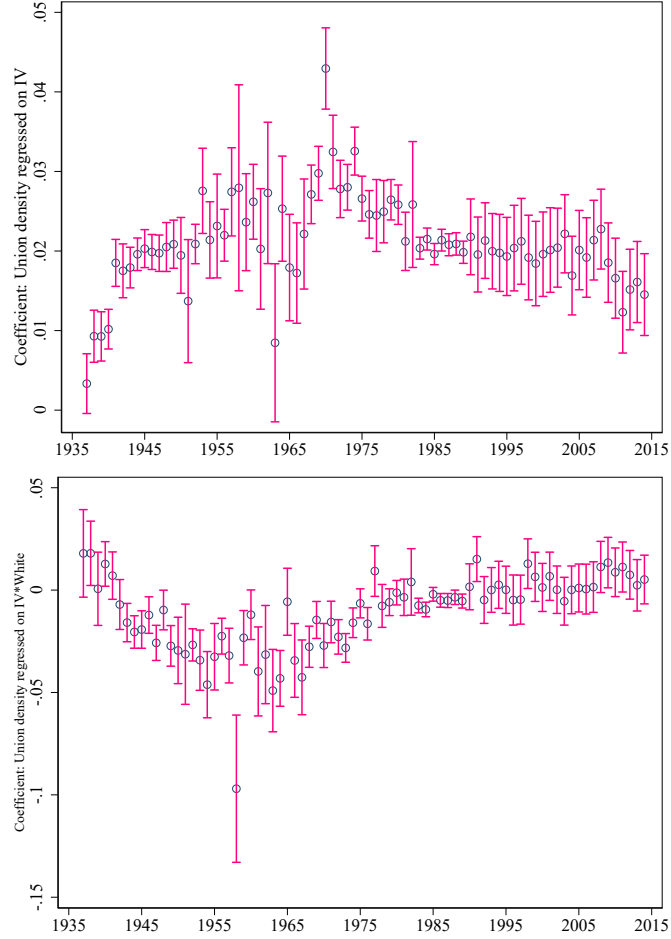 Coefficient: Union density regressed on IV
.05
.04
.03
.02
.01
0
1935 1945 1955 1965 1975 1985 1995 2005 2015
Coefficient: Union density regressed on IV*White
.05
0
-.05
-.1
-.15
1935 1945 1955 1965 1975 1985 1995 2005 2015